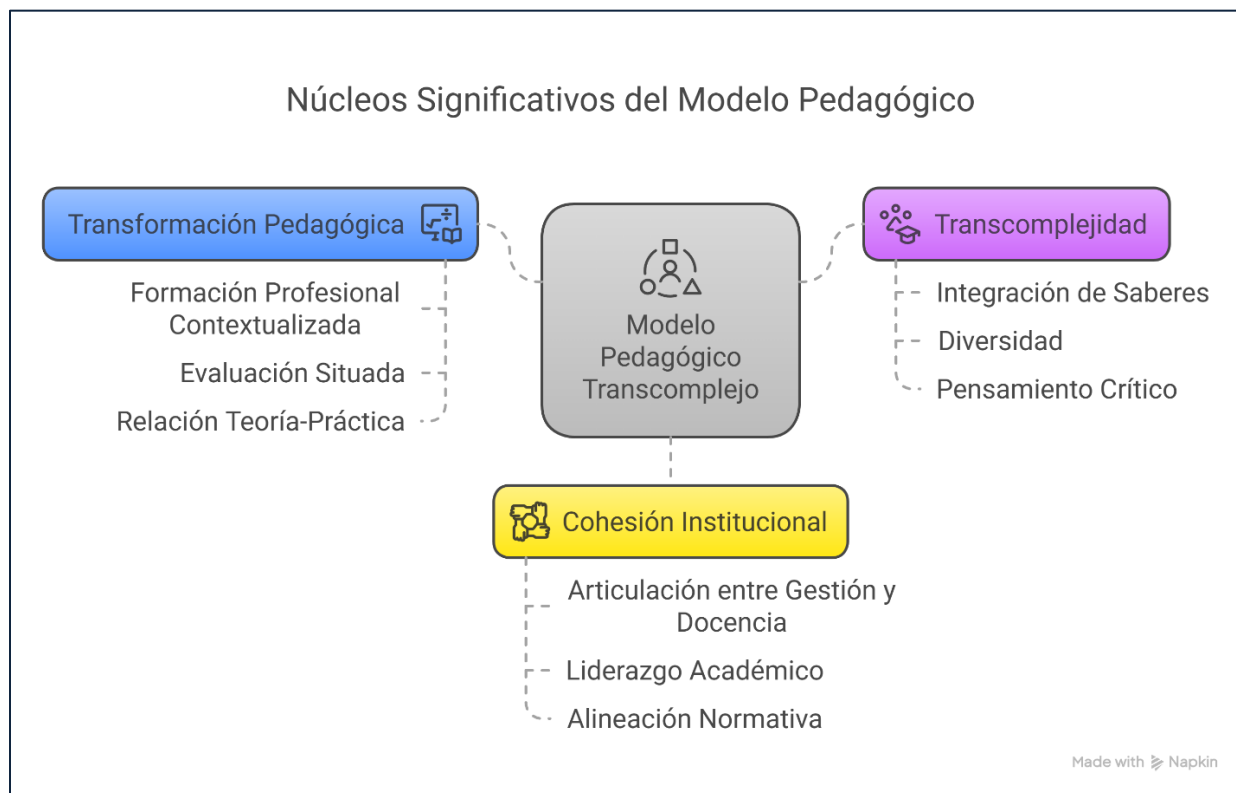 Núcleos Significativos del Modelo Pedagógico
Transformación Pedagógica
Formación Profesional
Contextualizada
Evaluación Situada
Relación Teoría-Práctica
Modelo
Pedagógico
Transcomplejo
Transcomplejidad
Integración de Saberes
Diversidad
Pensamiento Crítico
Cohesión Institucional
Articulación entre Gestión y
Docencia
Liderazgo Académico
Alineación Normativa
Made with Napkin